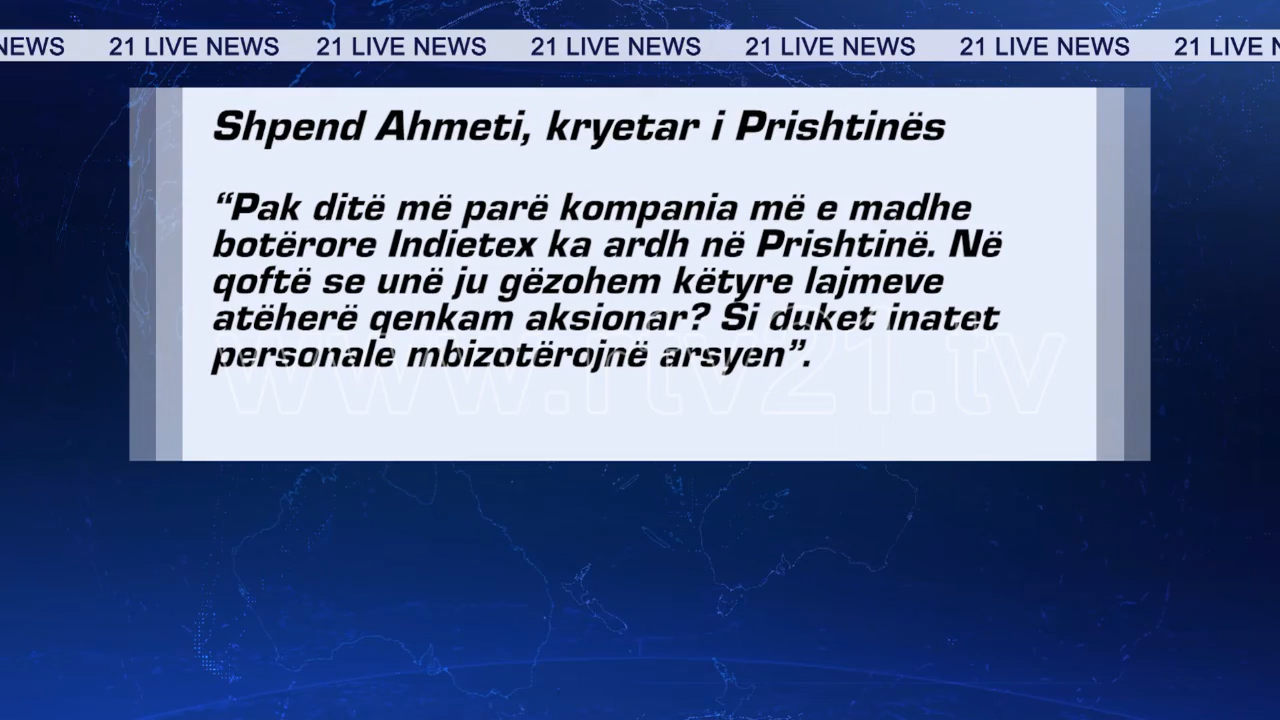 NEWS 21 LIVE NEWS 21 LIVE NEWS 21 LIVE NEWS 21 LIVE NEWS 21 LIVE NEWS 21 LIVE N
Shpend Ahmeti, kryetar i Prishtinës
“Pak ditë më parë kompania më e madhe
botërore Indietex ka ardh në Prishtinë. Në
qoftë se unë ju gëzohem këtyre lajmeve
atëherë qenkam aksionar? Si duket inatet
personale mbizotërojnë arsyen”.
www.rtv21.tv